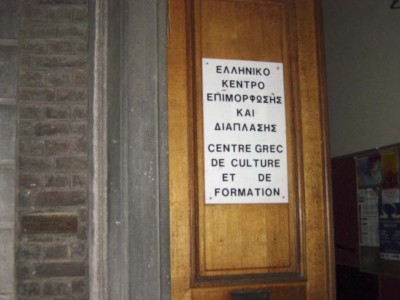 ΕΛΛΗΝΙΚΟ
ΚΕΝΤΡΟ
ΕΠΙΜΟΡΦΩΣΗΣ
ΚΑΙ
ΔΙΑΠΛΑΣΗΣ
CENTRE GREC
DE CULTURE
ET DE
FORMATION